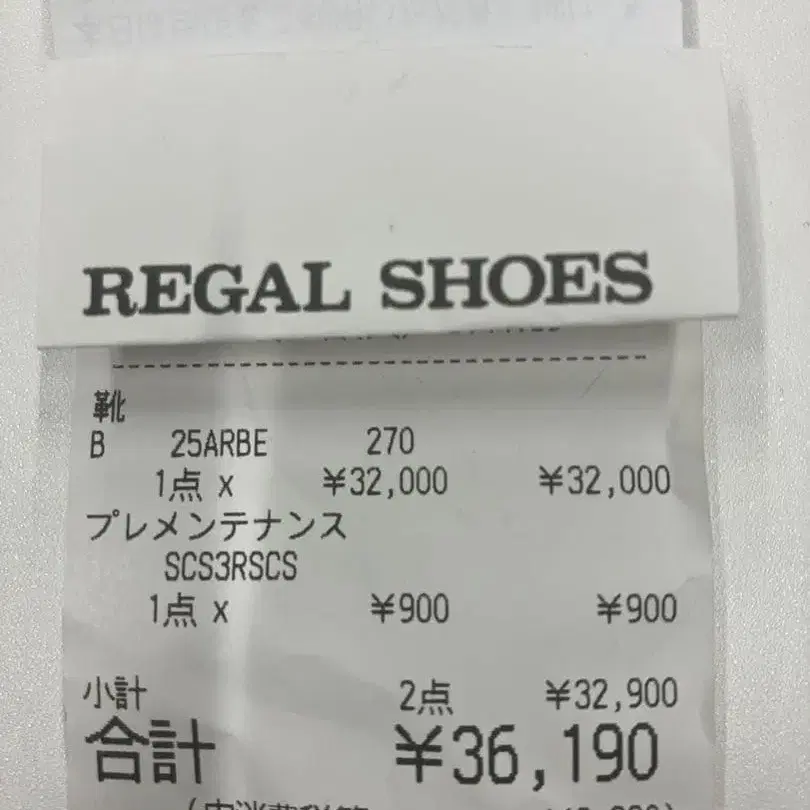 REGAL SHOES
靴
B 25ARBE 270
1点 x ¥32,000 ¥32,000
プレメンテナンス
SCS3RSCS
1点 x ¥900 ¥900
小計 2点 ¥32,900
合計 ¥36,190